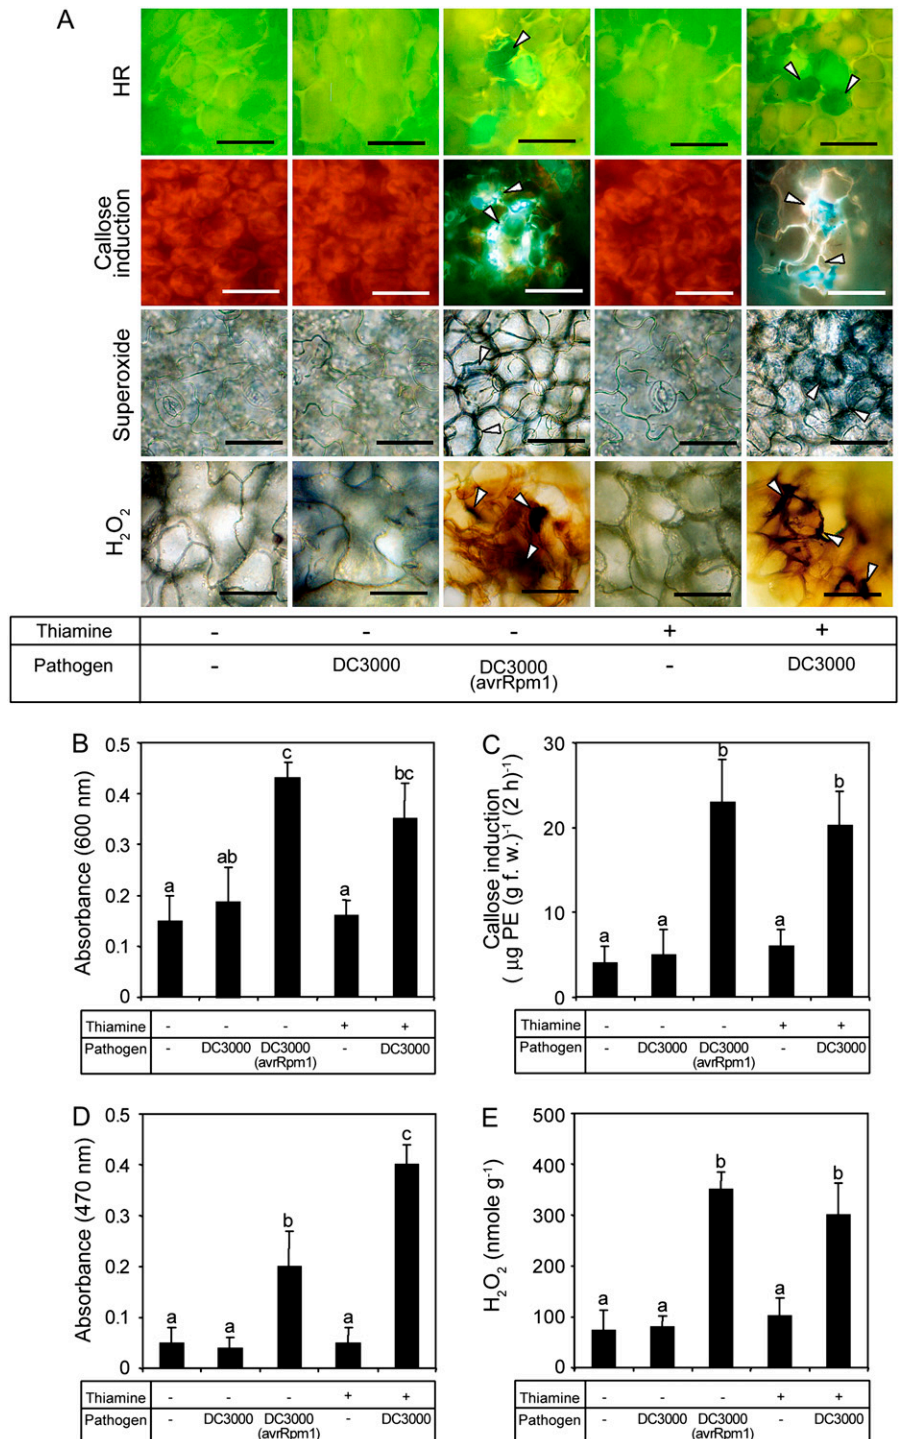 A
HR
Callose
induction
Superoxide
H₂O₂
Thiamine - - - + +
Pathogen - DC3000 DC3000 - DC3000
(avrRpm1)
B
Absorbance (600 nm)
0.5
0.4
0.3
0.2
0.1
0
a ab c a bc
Thiamine - - - + +
Pathogen - DC3000 DC3000 - DC3000
(avrRpm1)
C
Callose induction
( μg PE (g f. w.)⁻¹ (2 h)⁻¹)
30
20
10
0
a a b a b
Thiamine - - - + +
Pathogen - DC3000 DC3000 - DC3000
(avrRpm1)
D
Absorbance (470 nm)
0.5
0.4
0.3
0.2
0.1
0
a a b a c
Thiamine - - - + +
Pathogen - DC3000 DC3000 - DC3000
(avrRpm1)
E
H₂O₂ (nmole g⁻¹)
500
400
300
200
100
0
a a b a b
Thiamine - - - + +
Pathogen - DC3000 DC3000 - DC3000
(avrRpm1)